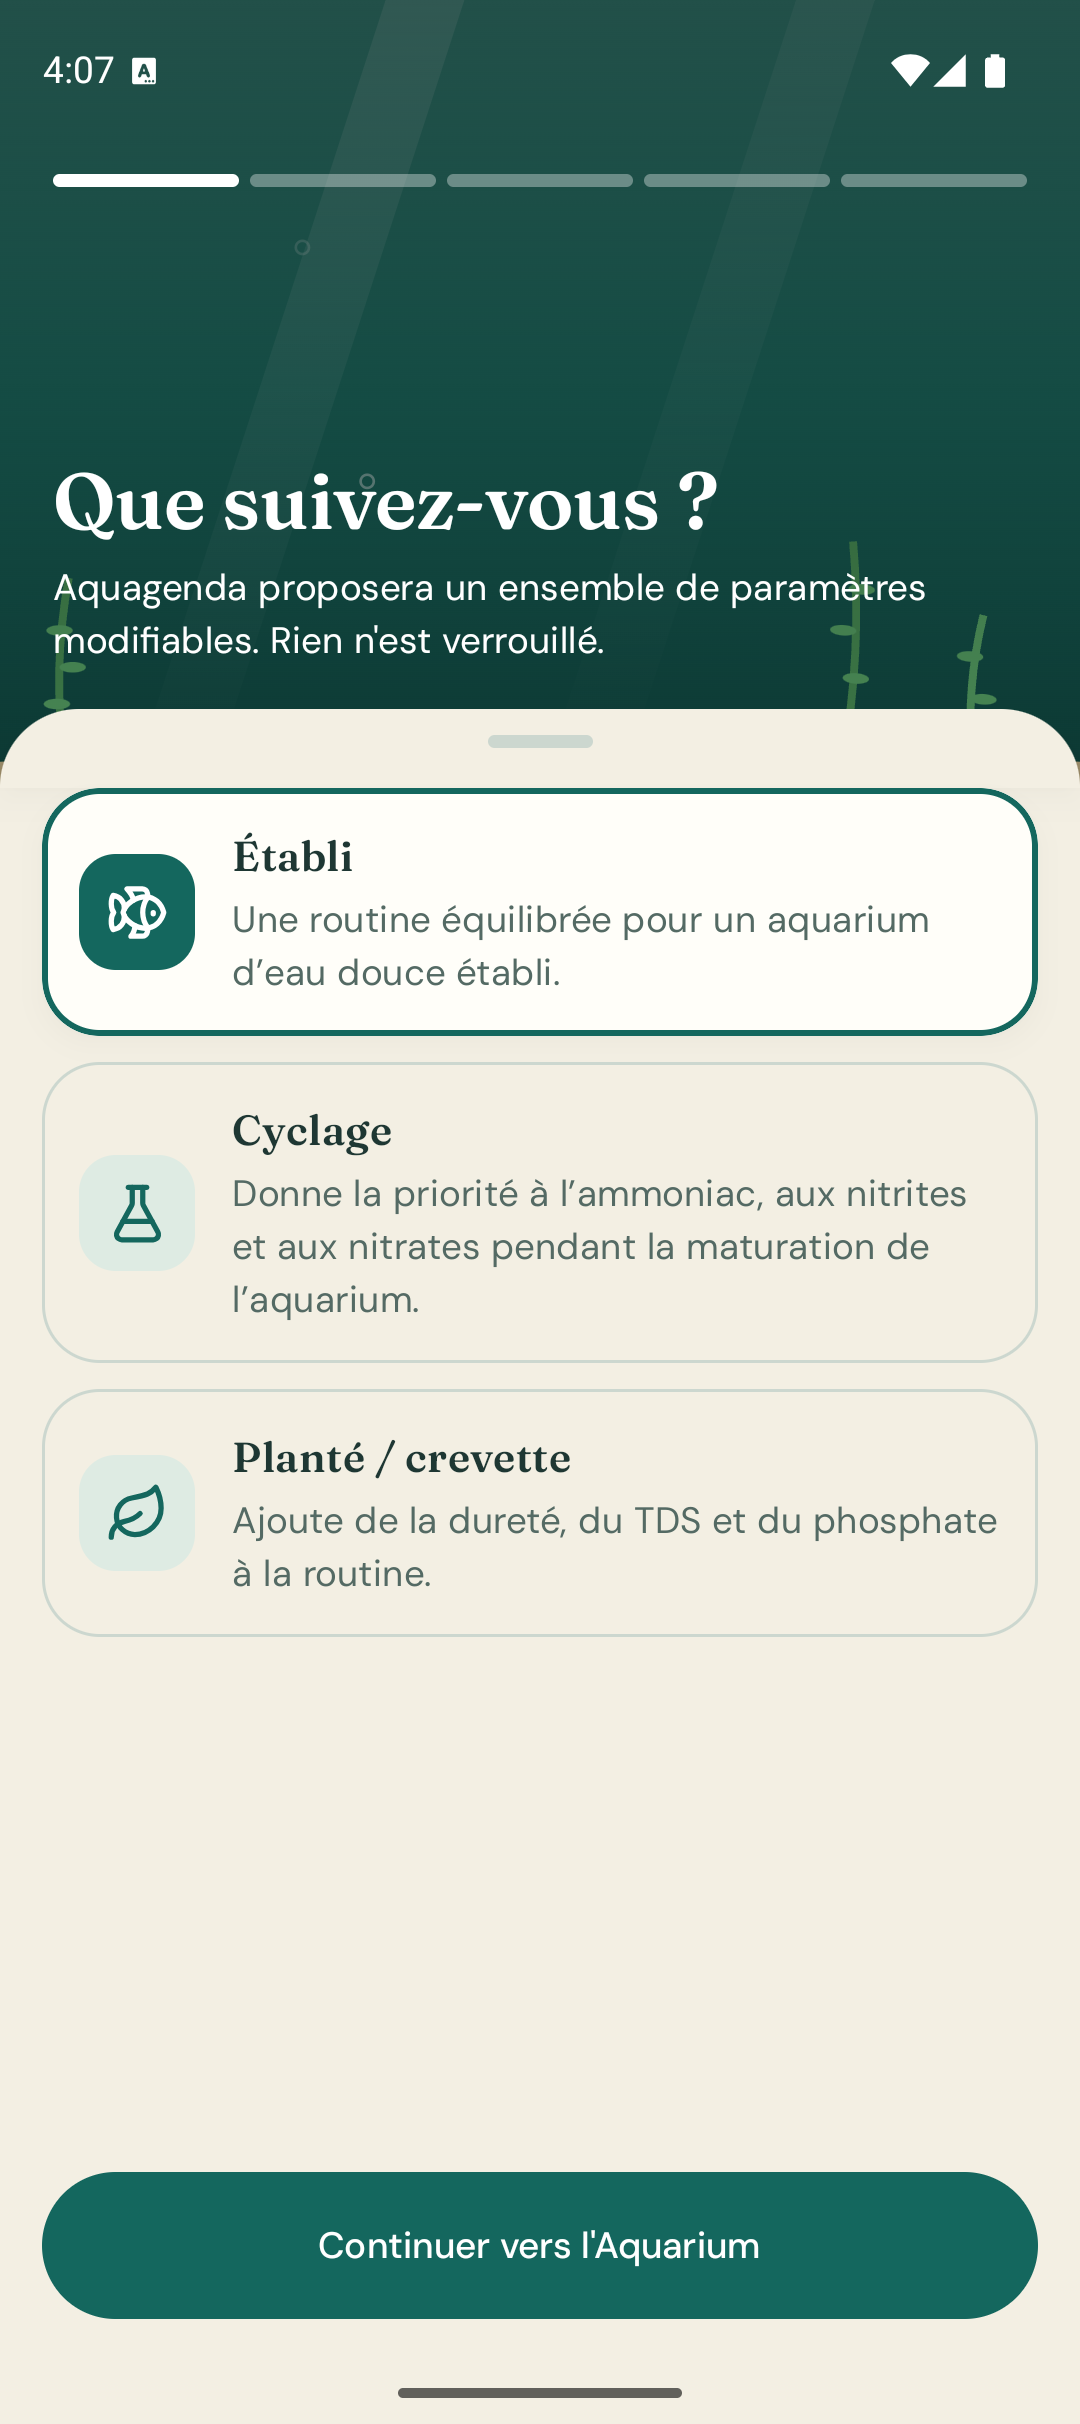 4:07
Que suivez-vous ?
Aquagenda proposera un ensemble de paramètres
modifiables. Rien n'est verrouillé.
Établi
Une routine équilibrée pour un aquarium
d’eau douce établi.
Cyclage
Donne la priorité à l’ammoniac, aux nitrites
et aux nitrates pendant la maturation de
l’aquarium.
Planté / crevette
Ajoute de la dureté, du TDS et du phosphate
à la routine.
Continuer vers l'Aquarium